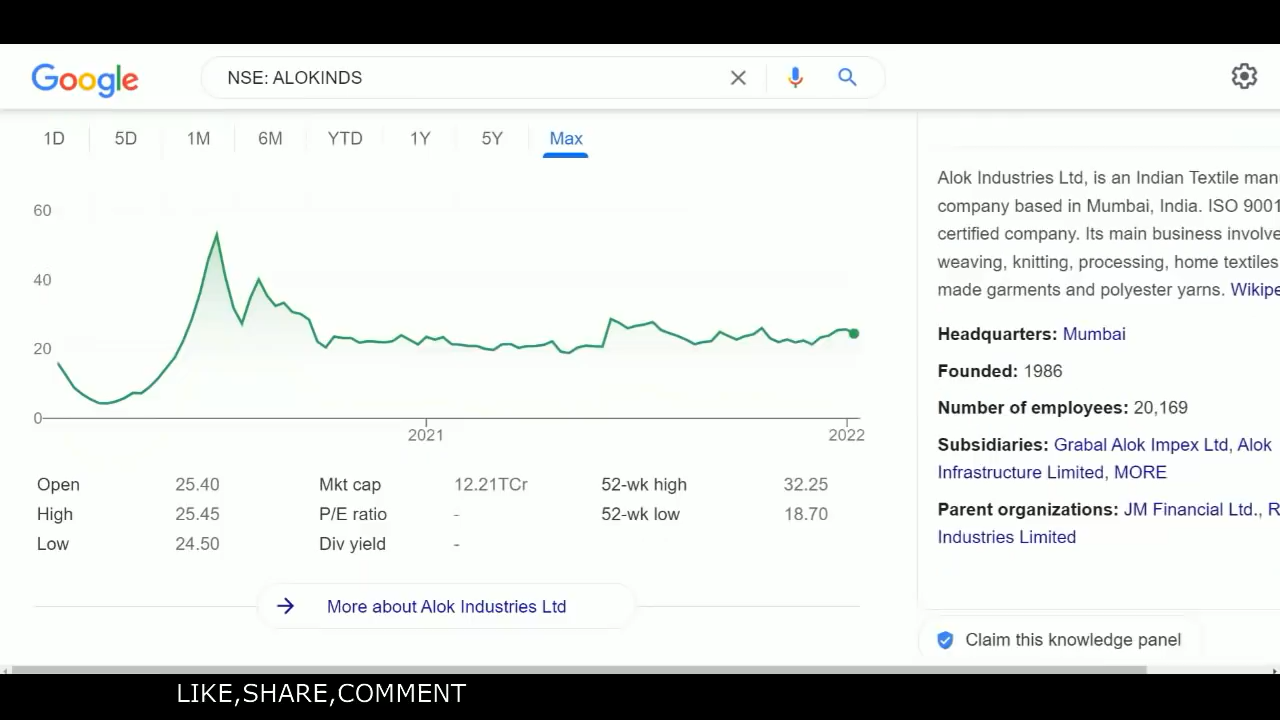 Google
NSE: ALOKINDS
1D 5D 1M 6M YTD 1Y 5Y Max
60
40
20
0
2021 2022
Open 25.40 Mkt cap 12.21TCr 52-wk high 32.25
High 25.45 P/E ratio - 52-wk low 18.70
Low 24.50 Div yield -
More about Alok Industries Ltd
Alok Industries Ltd, is an Indian Textile man
company based in Mumbai, India. ISO 9001
certified company. Its main business involve
weaving, knitting, processing, home textiles
made garments and polyester yarns. Wikipe
Headquarters: Mumbai
Founded: 1986
Number of employees: 20,169
Subsidiaries: Grabal Alok Impex Ltd, Alok
Infrastructure Limited, MORE
Parent organizations: JM Financial Ltd., R
Industries Limited
Claim this knowledge panel
LIKE,SHARE,COMMENT